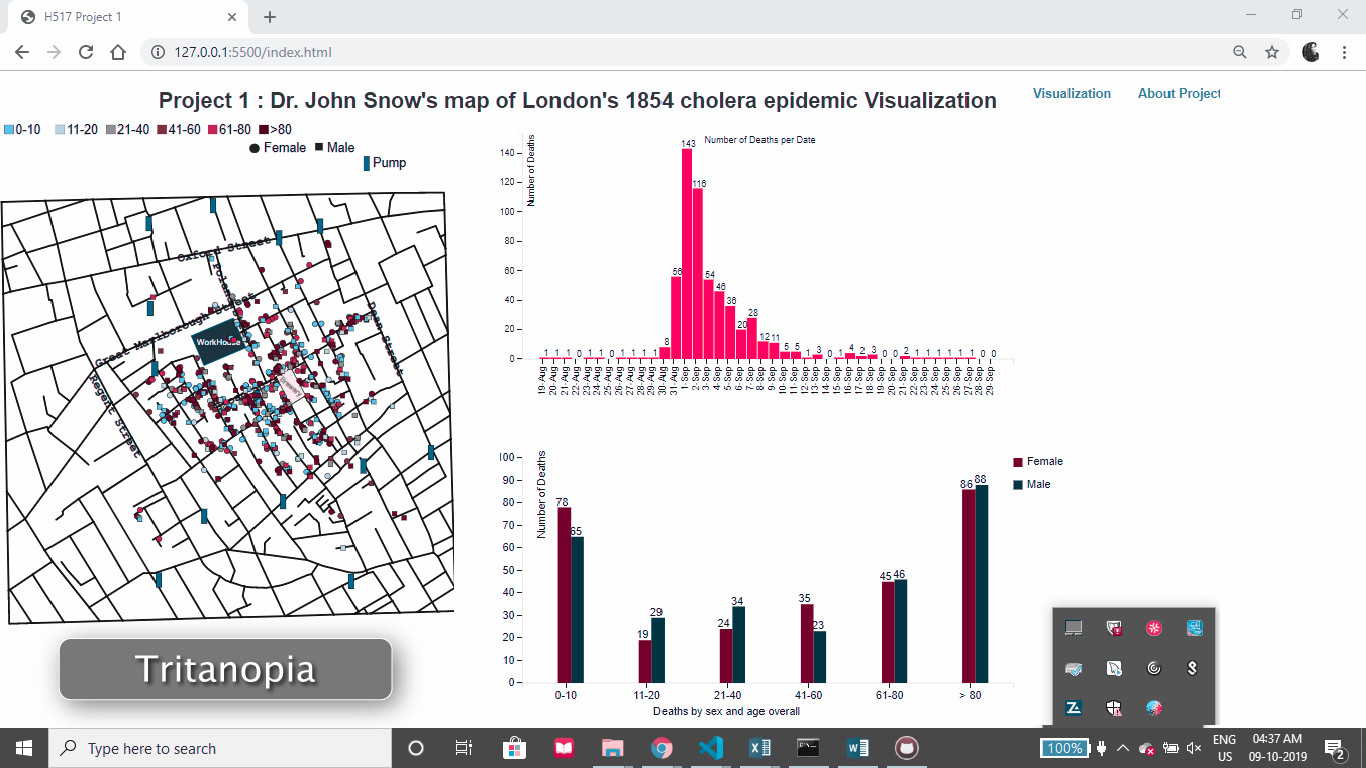 H517 Project 1
127.0.0.1:5500/index.html
Project 1 : Dr. John Snow's map of London's 1854 cholera epidemic Visualization
Visualization
About Project
0-10 11-20 21-40 41-60 61-80 >80
Female Male
Pump
Oxford Street
Great Marlborough Street
Dean Street
Regent Street
WorkHouse
Brewery
Number of Deaths per Date
Number of Deaths
140
120
100
80
60
40
20
0
1 1 1 0 1 1 0 1 1 1 1 8 56 143 116 54 46 36 20 28 12 11 5 5 1 3 0 1 4 2 3 0 0 2 1 1 1 1 1 1 0 0
19-Aug 20-Aug 21-Aug 22-Aug 23-Aug 24-Aug 25-Aug 26-Aug 27-Aug 28-Aug 29-Aug 30-Aug 31-Aug 1-Sep 2-Sep 3-Sep 4-Sep 5-Sep 6-Sep 7-Sep 8-Sep 9-Sep 10-Sep 11-Sep 12-Sep 13-Sep 14-Sep 15-Sep 16-Sep 17-Sep 18-Sep 19-Sep 20-Sep 21-Sep 22-Sep 23-Sep 24-Sep 25-Sep 26-Sep 27-Sep 28-Sep 29-Sep
Number of Deaths
100
90
80
70
60
50
40
30
20
10
0
78 65 19 29 24 34 35 23 45 46 86 88
0-10 11-20 21-40 41-60 61-80 > 80
Deaths by sex and age overall
Female
Male
Tritanopia
Type here to search
100%
ENG
US
04:37 AM
09-10-2019
2